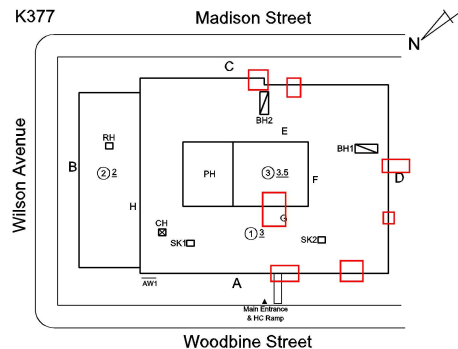 K377
Madison Street
N
C
BH2
E
RH
BH1
B
2 2
PH
3 3.5
D
F
H
Wilson Avenue
CH
G
SK1
1 3
SK2
A
AW1
Main Entrance
& HC Ramp
Woodbine Street